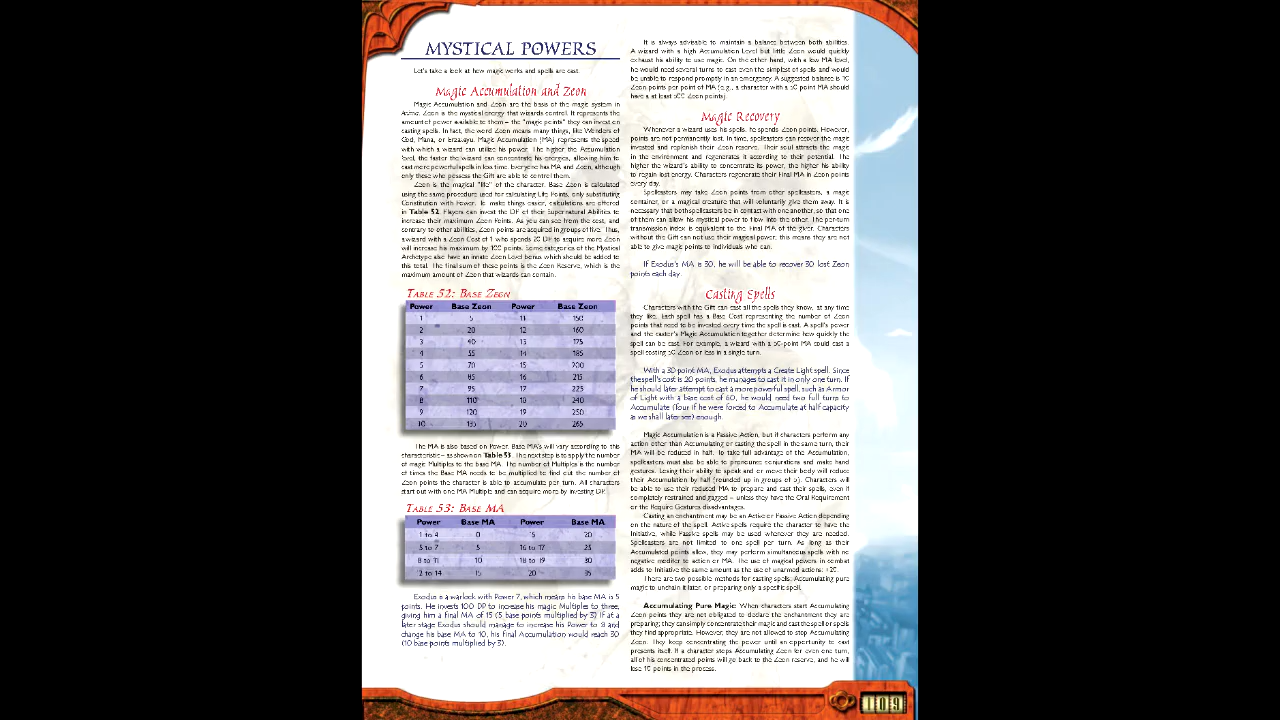 MYSTICAL POWERS
Let's take a look at how magic works and spells are cast.
Magic Accumulation and Zeon
Magic Accumulation and Zeon are the basis of the magic system in
Anima. Zeon is the mystical energy that wizards control. It represents the
amount of power available to them – the "magic points" they can invest on
casting spells. In fact, the word Zeon means many things, like Wonders of
God, Mana, or Enzaikyu. Magic Accumulation (MA) represents the speed
with which a wizard can utilize his power. The higher the Accumulation
level, the faster the wizard can concentrate his energies, allowing him to
cast more powerful spells in less time. Everyone has MA and Zeon, although
only those who possess the Gift are able to control them.
Zeon is the magical "life" of the character. Base Zeon is calculated
using the same procedure used for calculating Life Points, only substituting
Constitution with Power. To make things easier, calculations are offered
in Table 52. Players can invest the DP of their Supernatural Abilities to
increase their maximum Zeon Points. As you can see from the cost, and
contrary to other abilities, Zeon points are acquired in groups of five. Thus,
a wizard with a Zeon Cost of 1 who spends 20 DP to acquire more Zeon
will increase his maximum by 100 points. Some categories of the Mystical
Archetype also have an innate Zeon Level bonus which should be added to
this total. The final sum of these points is the Zeon Reserve, which is the
maximum amount of Zeon that wizards can contain.
TABLE 52: BASE ZEON
Power Base Zeon Power Base Zeon
1 5 11 150
2 20 12 160
3 40 13 175
4 55 14 185
5 70 15 200
6 85 16 215
7 95 17 225
8 110 18 240
9 120 19 250
10 135 20 265
The MA is also based on Power. Base MA's will vary according to this
characteristic – as shown on Table 53. The next step is to apply the number
of magic Multiples to the base MA. The number of Multiples is the number
of times the Base MA needs to be multiplied to find out the number of
Zeon points the character is able to accumulate per turn. All characters
start out with one MA Multiple and can acquire more by investing DP.
TABLE 53: BASE MA
Power Base MA Power Base MA
1 to 4 0 15 20
5 to 7 5 16 to 17 25
8 to 11 10 18 to 19 30
12 to 14 15 20 35
Exodus is a warlock with Power 7, which means his base MA is 5
points. He invests 100 DP to increase his magic Multiples to three,
giving him a final MA of 15 (5 base points multiplied by 3) If at a
later stage Exodus should manage to increase his Power to 8 and
change his base MA to 10, his final Accumulation would reach 30
(10 base points multiplied by 3).
It is always advisable to maintain a balance between both abilities.
A wizard with a high Accumulation Level but little Zeon would quickly
exhaust his ability to use magic. On the other hand, with a low MA level,
he would need several turns to cast even the simplest of spells and would
be unable to respond promptly in an emergency. A suggested balance is 10
Zeon points per point of MA (e.g., a character with a 50 point MA should
have a at least 500 Zeon points)
Magic Recovery
Whenever a wizard uses his spells, he spends Zeon points. However,
points are not permanently lost. In time, spellcasters can recover the magic
invested and replenish their Zeon reserve. Their soul attracts the magic
in the environment and regenerates it according to their potential. The
higher the wizard's ability to concentrate its power, the higher his ability
to regain lost energy. Characters regenerate their Final MA in Zeon points
every day.
Spellcasters may take Zeon points from other spellcasters, a magic
container, or a magical creature that will voluntarily give them away. It is
necessary that both spellcasters be in contact with one another, so that one
of them can allow his mystical power to flow into the other. The per-turn
transmission index is equivalent to the Final MA of the giver. Characters
without the Gift can not use their magical power, this means they are not
able to give magic points to individuals who can.
If Exodus's MA is 30, he will be able to recover 30 lost Zeon
points each day.
Casting Spells
Characters with the Gift can cast all the spells they know, at any time
they like. Each spell has a Base Cost representing the number of Zeon
points that need to be invested every time the spell is cast. A spell's power
and the caster's Magic Accumulation together determine how quickly the
spell can be cast. For example, a wizard with a 50-point MA could cast a
spell costing 50 Zeon or less in a single turn.
With a 30 point MA, Exodus attempts a Create Light spell. Since
the spell's cost is 20 points, he manages to cast it in only one turn. If
he should later attempt to cast a more powerful spell, such as Armor
of Light with a base cost of 60, he would need two full turns to
Accumulate (four if he were forced to Accumulate at half capacity
as we shall later see) enough.
Magic Accumulation is a Passive Action, but if characters perform any
action other than Accumulating or casting the spell in the same turn, their
MA will be reduced in half. To take full advantage of the Accumulation,
spellcasters must also be able to pronounce conjurations and make hand
gestures. Losing their ability to speak and or move their body will reduce
their Accumulation by half (rounded up in groups of 5). Characters will
be able to use their reduced MA to prepare and cast their spells, even if
completely restrained and gagged – unless they have the Oral Requirement
or the Require Gestures disadvantages.
Casting an enchantment may be an Active or Passive Action depending
on the nature of the spell. Active spells require the character to have the
Initiative, while Passive spells may be used whenever they are needed.
Spellcasters are not limited to one spell per turn. As long as their
Accumulated points allow, they may perform simultaneous spells with no
negative modifier to action or MA. The use of magical powers in combat
adds to Initiative the same amount as the use of unarmed actions: +20.
There are two possible methods for casting spells; Accumulating pure
magic to unchain it later, or preparing only a specific spell.
Accumulating Pure Magic: When characters start Accumulating
Zeon points they are not obligated to declare the enchantment they are
preparing; they can simply concentrate their magic and cast the spell or spells
they find appropriate. However, they are not allowed to stop Accumulating
Zeon. They keep concentrating the power until an opportunity to cast
presents itself. If a character stops Accumulating Zeon for even one turn,
all of his concentrated points will go back to the Zeon reserve, and he will
lose 10 points in the process.
109